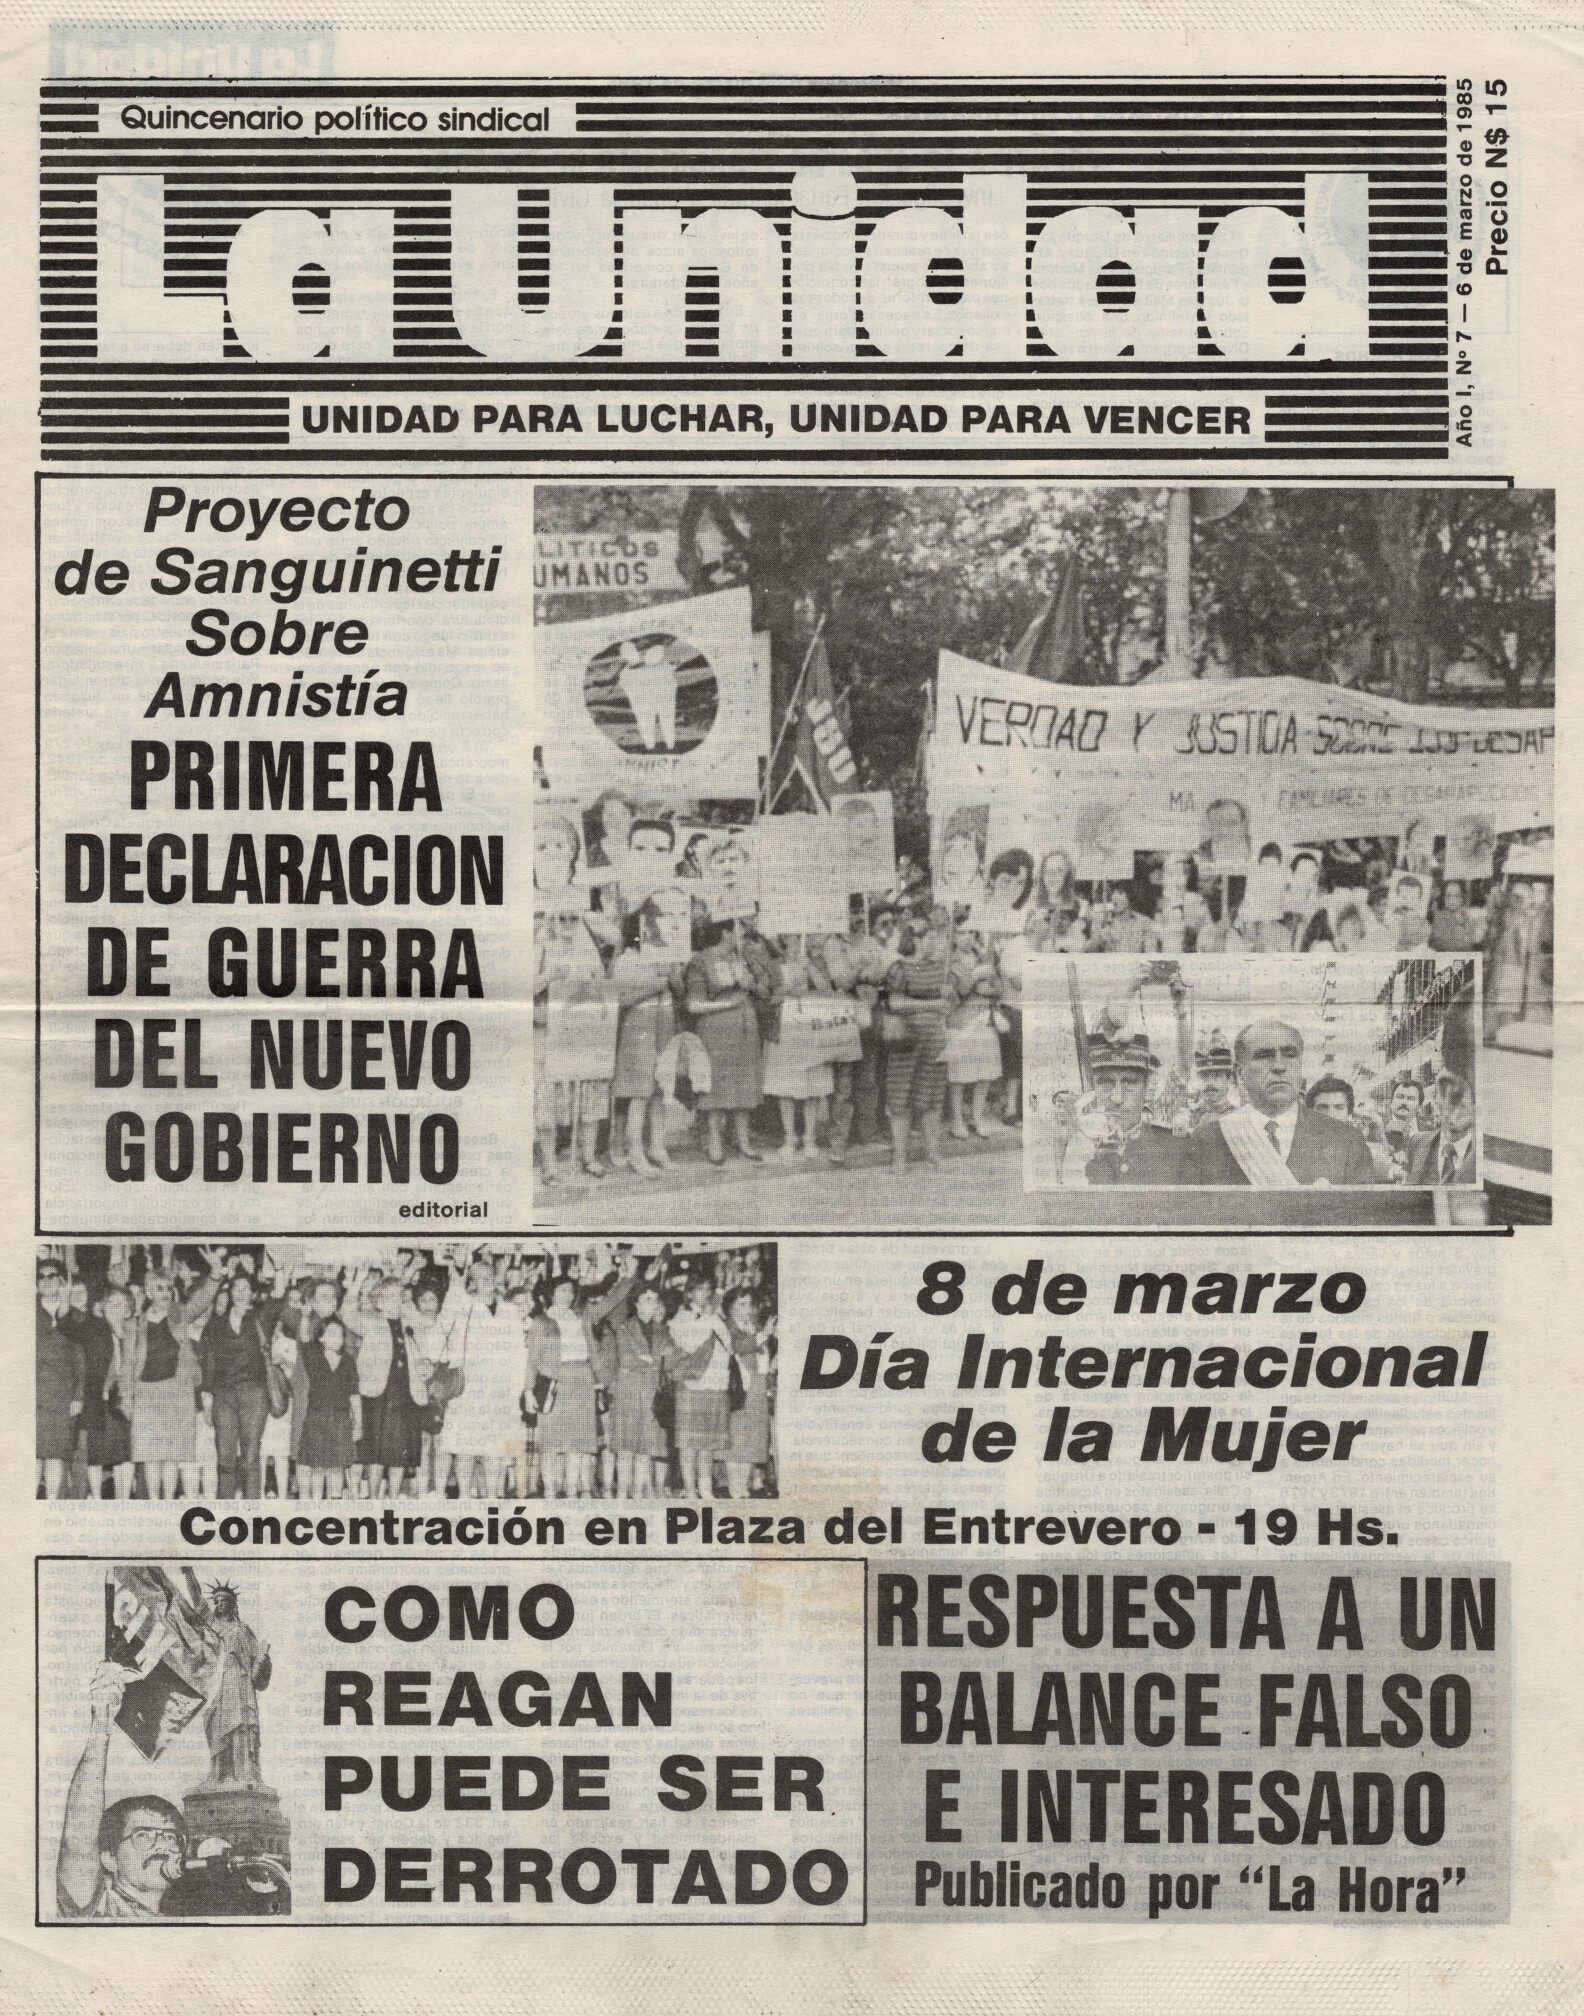 Quincenario político sindical
La Unidad
UNIDAD PARA LUCHAR, UNIDAD PARA VENCER
Año I, Nº 7 — 6 de marzo de 1985
Precio N$ 15
Proyecto
de Sanguinetti
Sobre
Amnistía
PRIMERA
DECLARACION
DE GUERRA
DEL NUEVO
GOBIERNO
editorial
LITICOS
UMANOS
VERDAD Y JUSTICIA SOBRE LOS DESAP
MA Y FAMILIARES DE DESAPARECIDOS
8 de marzo
Día Internacional
de la Mujer
Concentración en Plaza del Entrevero - 19 Hs.
COMO
REAGAN
PUEDE SER
DERROTADO
RESPUESTA A UN
BALANCE FALSO
E INTERESADO
Publicado por “La Hora”